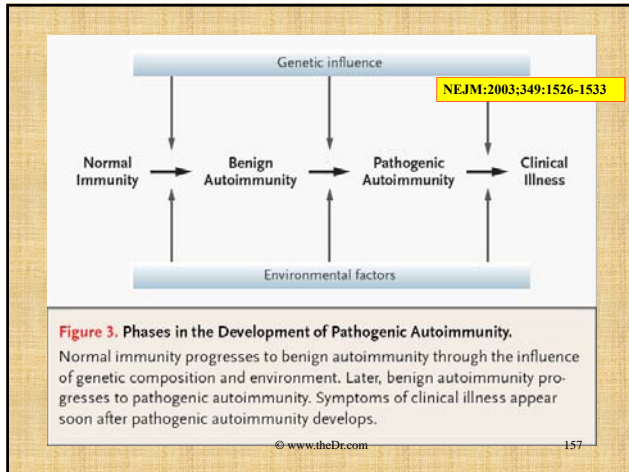 Genetic influence
NEJM:2003;349:1526-1533
Normal Immunity
Benign Autoimmunity
Pathogenic Autoimmunity
Clinical Illness
Environmental factors
Figure 3. Phases in the Development of Pathogenic Autoimmunity.
Normal immunity progresses to benign autoimmunity through the influence
of genetic composition and environment. Later, benign autoimmunity pro-
gresses to pathogenic autoimmunity. Symptoms of clinical illness appear
soon after pathogenic autoimmunity develops.
© www.theDr.com 157